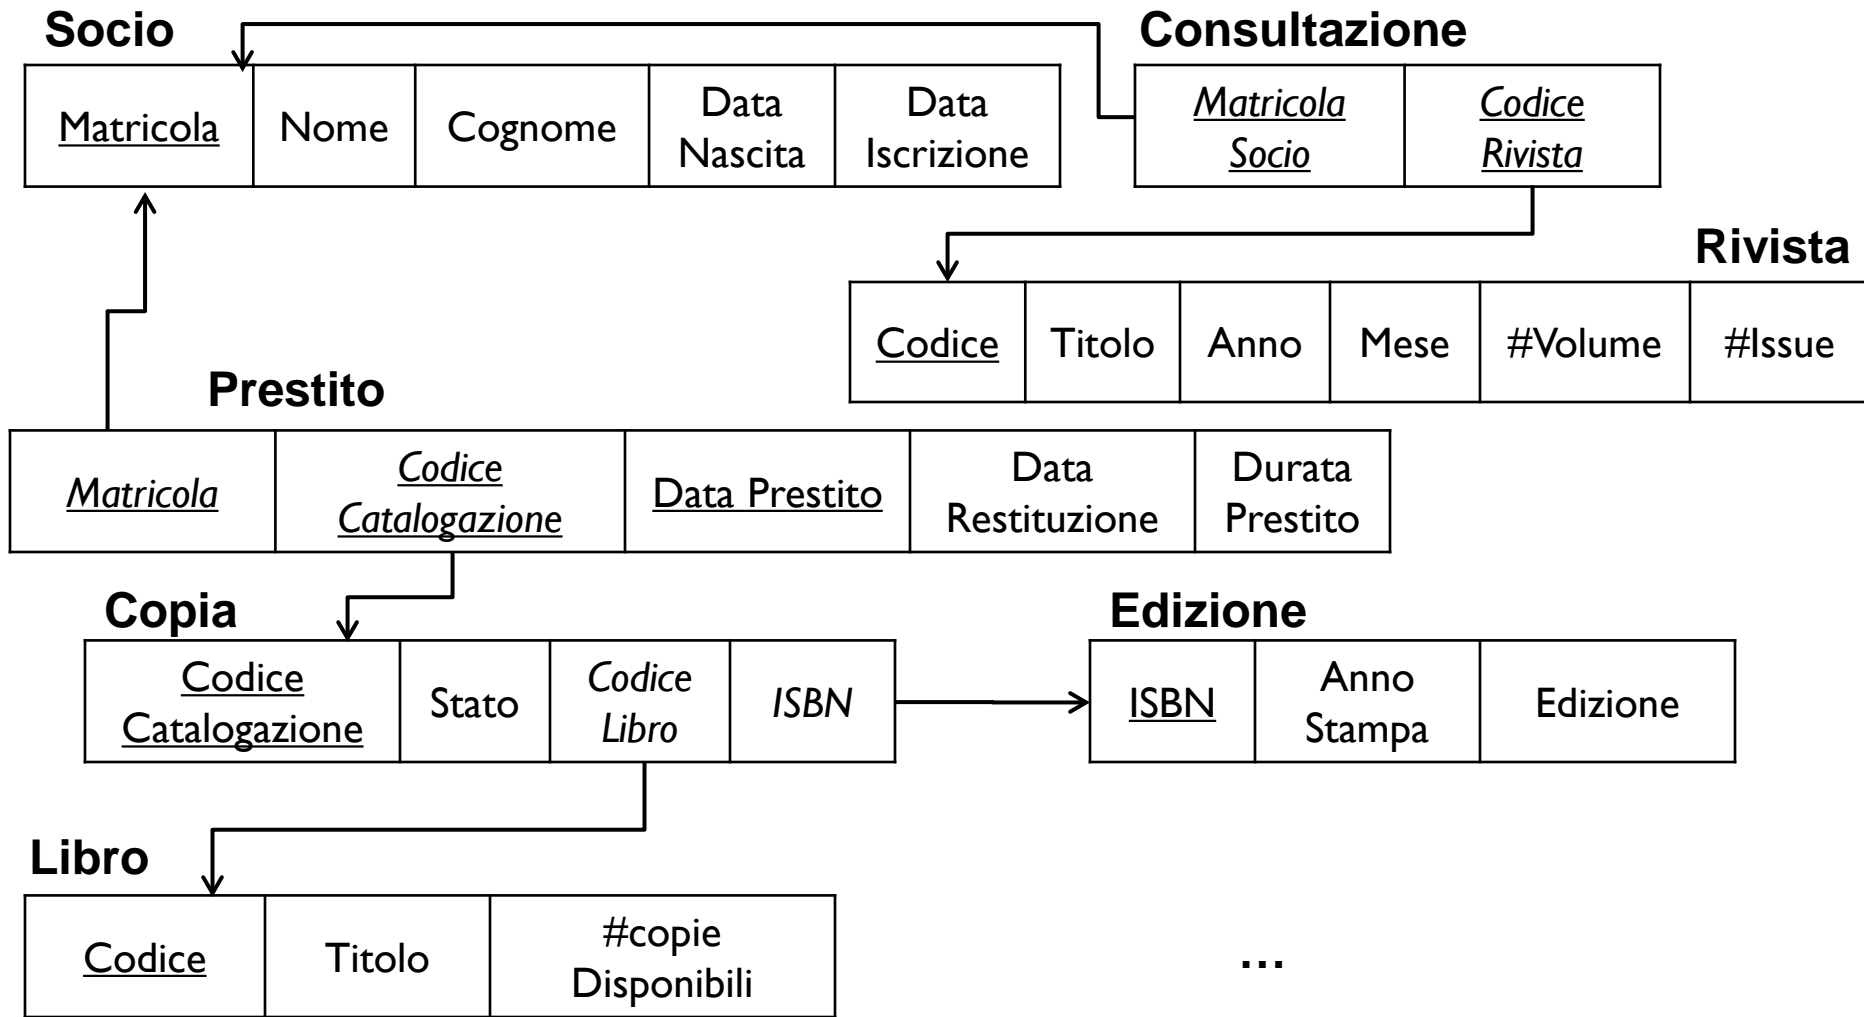 Socio
Consultazione
Matricola
Nome
Cognome
Data
Nascita
Data
Iscrizione
Matricola
Socio
Codice
Rivista
Rivista
Codice
Titolo
Anno
Mese
#Volume
#Issue
Prestito
Matricola
Codice
Catalogazione
Data Prestito
Data
Restituzione
Durata
Prestito
Copia
Edizione
Codice
Catalogazione
Stato
Codice
Libro
ISBN
ISBN
Anno
Stampa
Edizione
Libro
Codice
Titolo
#copie
Disponibili
...